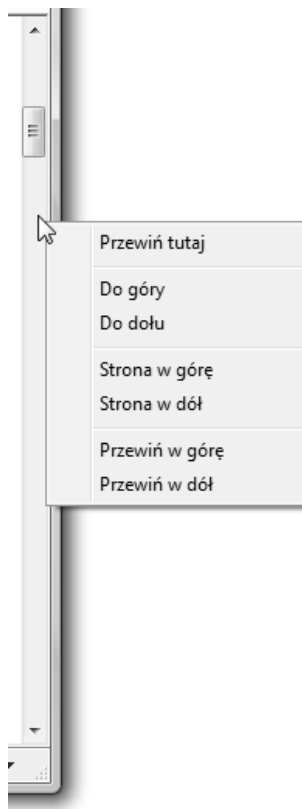 Przewiń tutaj
Do góry
Do dołu
Strona w górę
Strona w dół
Przewiń w górę
Przewiń w dół